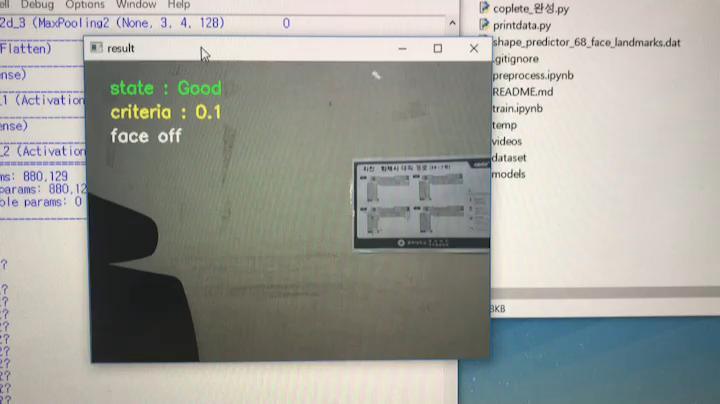 ell Debug Options Window Help
2d_3 (MaxPooling2 (None, 3, 4, 128) 0
Flatten)
nse)
_1 (Activation
ense)
_2 (Activation
ms: 880,129
params: 880,12
ble params: 0
result
state : Good
criteria : 0.1
face off
coplete_완성.py
printdata.py
shape_predictor_68_face_landmarks.dat
.gitignore
preprocess.ipynb
README.md
train.ipynb
temp
videos
dataset
models
3KB
?
??
??
??
??
??
??
??
??
??